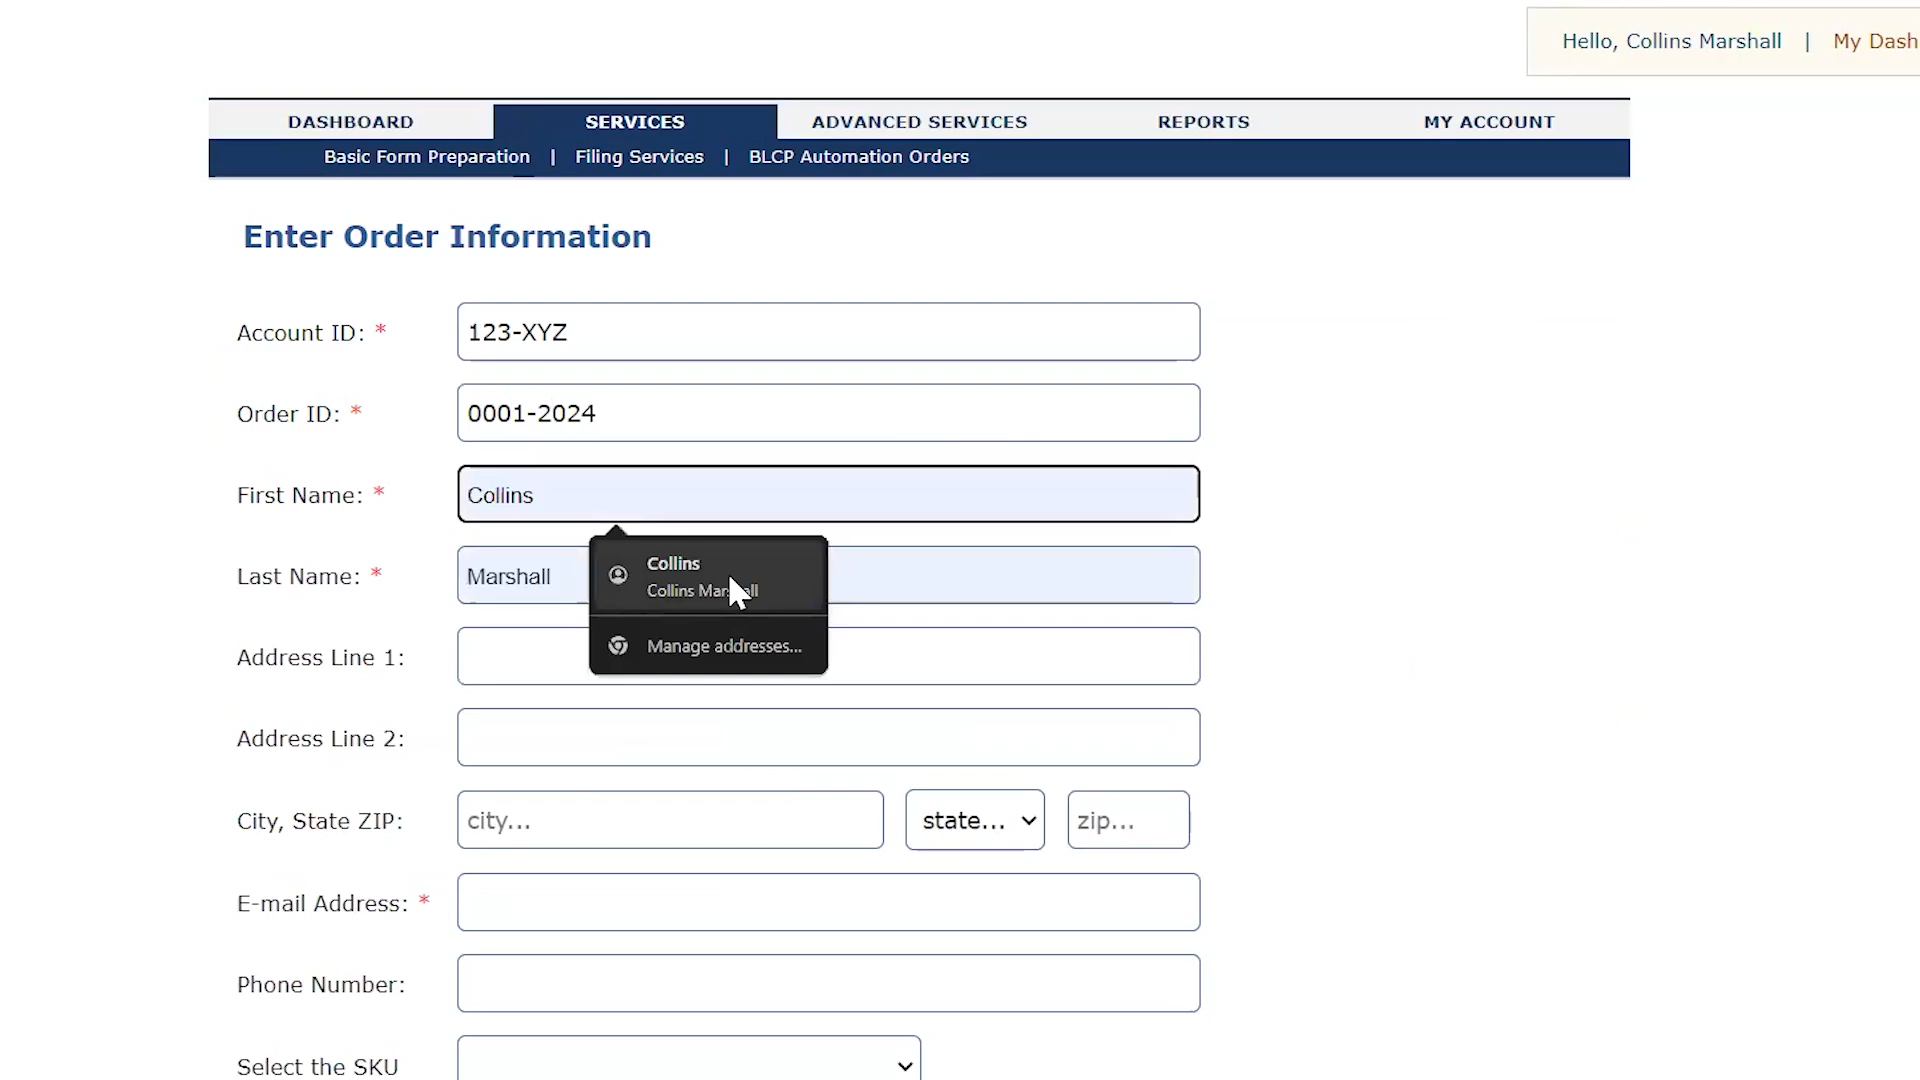 Hello, Collins Marshall | My Dash
DASHBOARD SERVICES ADVANCED SERVICES REPORTS MY ACCOUNT
Basic Form Preparation | Filing Services | BLCP Automation Orders
Enter Order Information
Account ID: * 123-XYZ
Order ID: * 0001-2024
First Name: * Collins
Collins
Last Name: * Marshall
Collins Marshall
Manage addresses...
Address Line 1:
Address Line 2:
City, State ZIP: city... state... zip...
E-mail Address: *
Phone Number:
Select the SKU